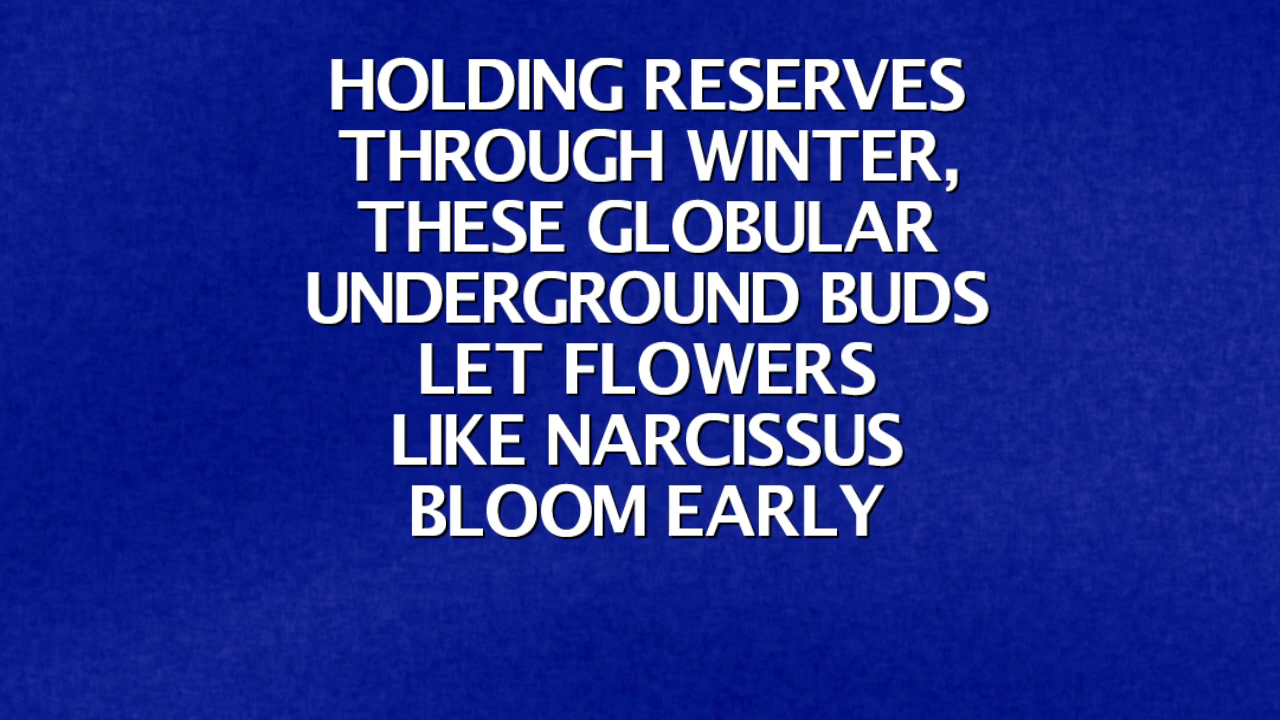 HOLDING RESERVES
THROUGH WINTER,
THESE GLOBULAR
UNDERGROUND BUDS
LET FLOWERS
LIKE NARCISSUS
BLOOM EARLY